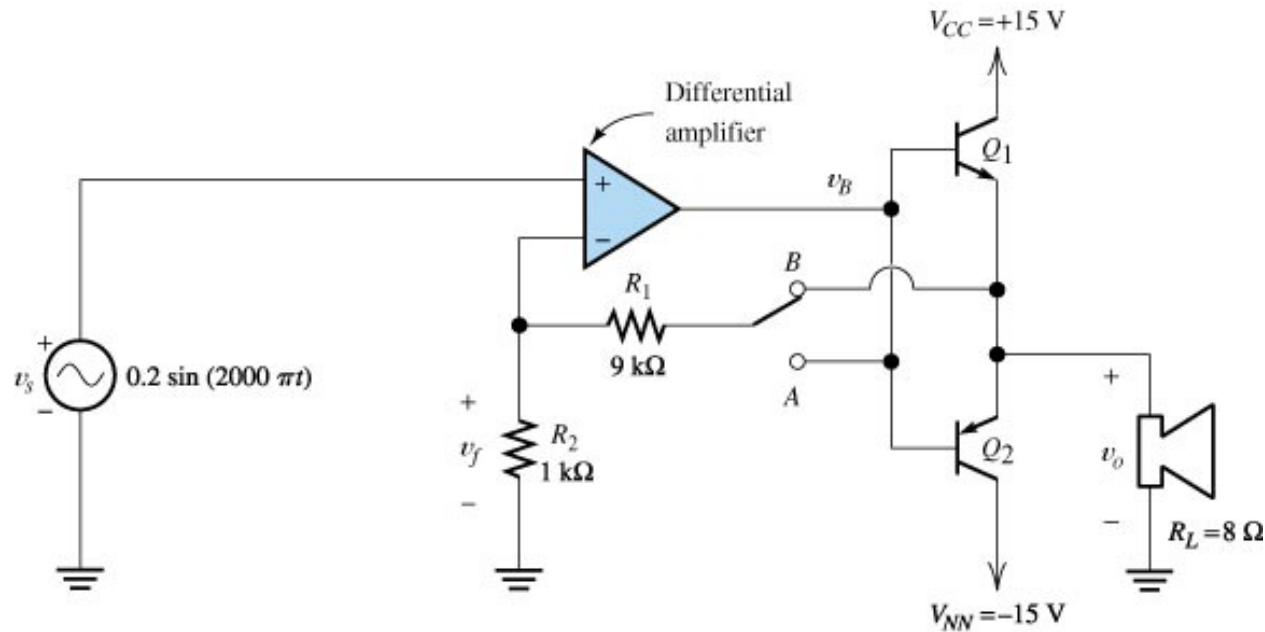 V_CC = +15 V
Differential
amplifier
Q_1
+
−
v_B
B
R_1
9 kΩ
A
+
v_s
−
0.2 sin (2000 πt)
+
v_f
−
R_2
1 kΩ
Q_2
+
v_o
−
R_L = 8 Ω
V_NN = −15 V